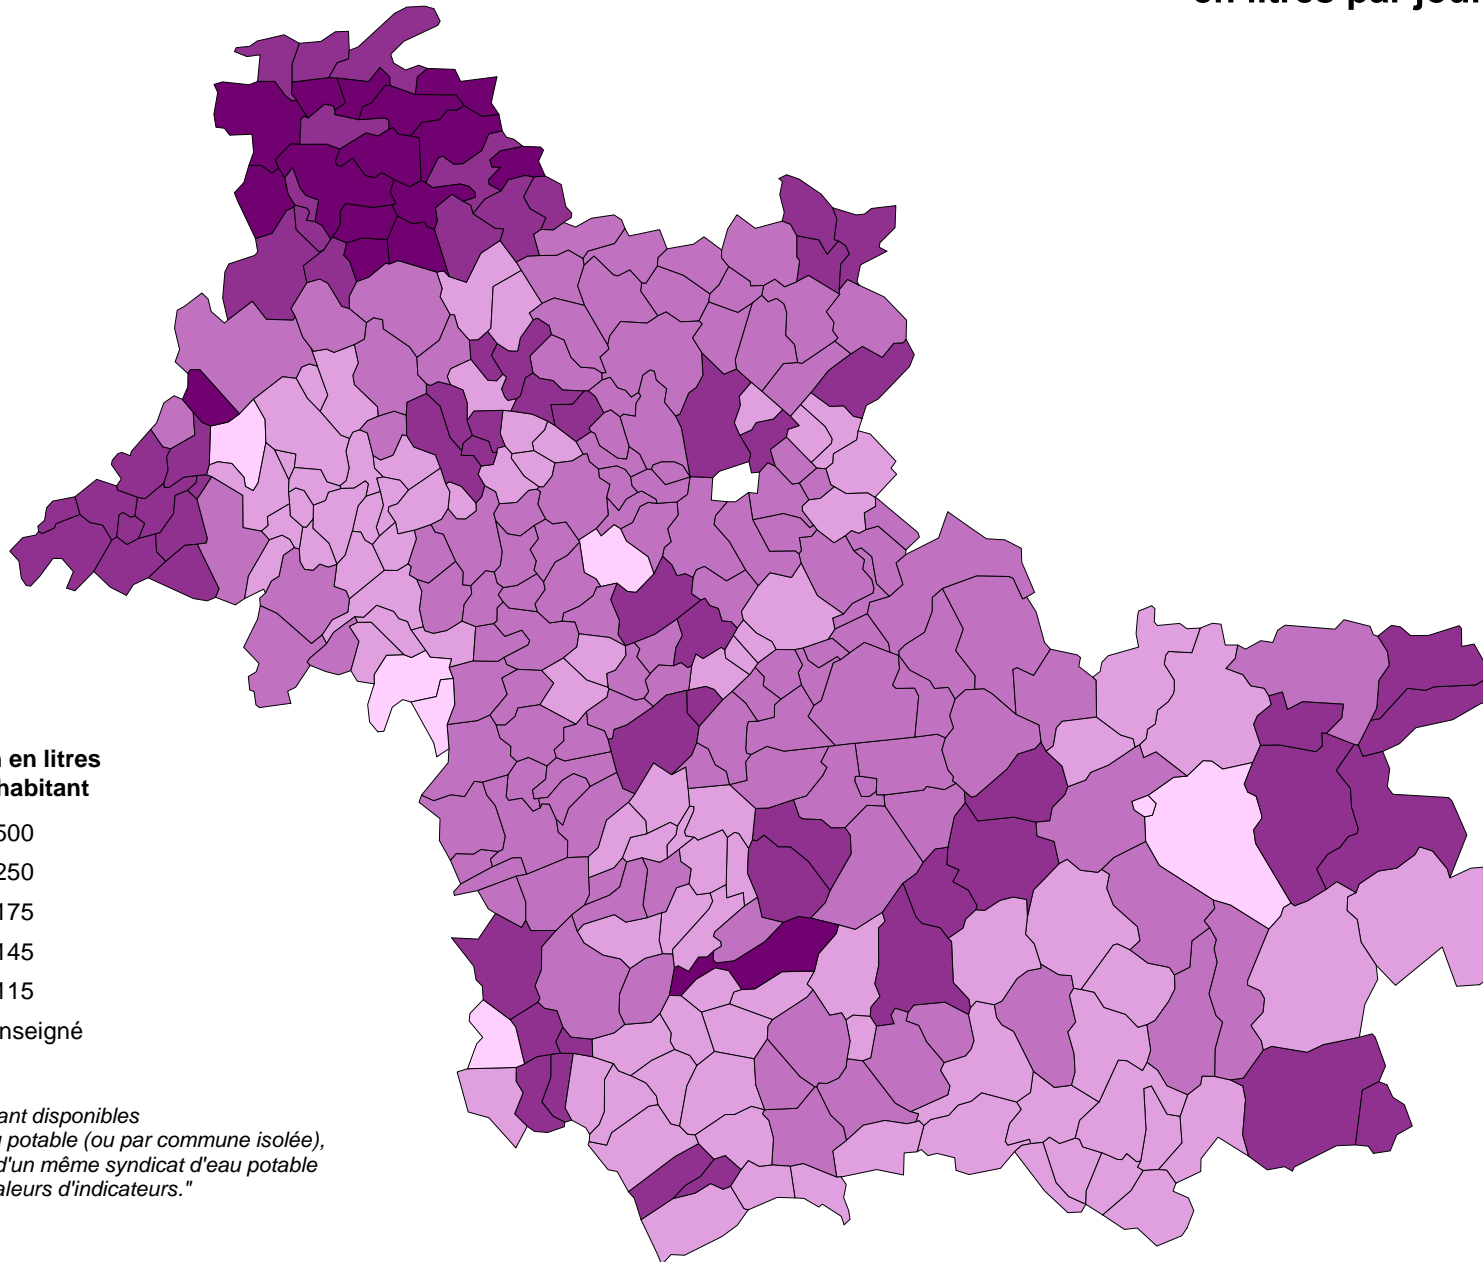 en litres par jour
en litres
habitant
500
250
175
145
115
nseigné
ant disponibles
potable (ou par commune isolée),
d'un même syndicat d'eau potable
aleurs d'indicateurs."